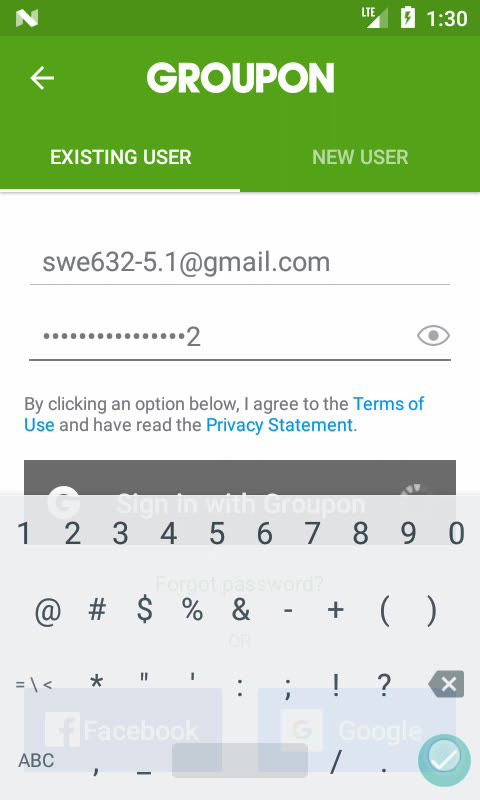 LTE 1:30
GROUPON
EXISTING USER NEW USER
swe632-5.1@gmail.com
••••••••••••••••2
By clicking an option below, I agree to the Terms of
Use and have read the Privacy Statement.
G Sign in with Groupon
1 2 3 4 5 6 7 8 9 0
Forgot password?
@ # $ % & - + ( )
OR
= \ < * " ' : ; ! ?
f Facebook G Google
ABC , _ / .